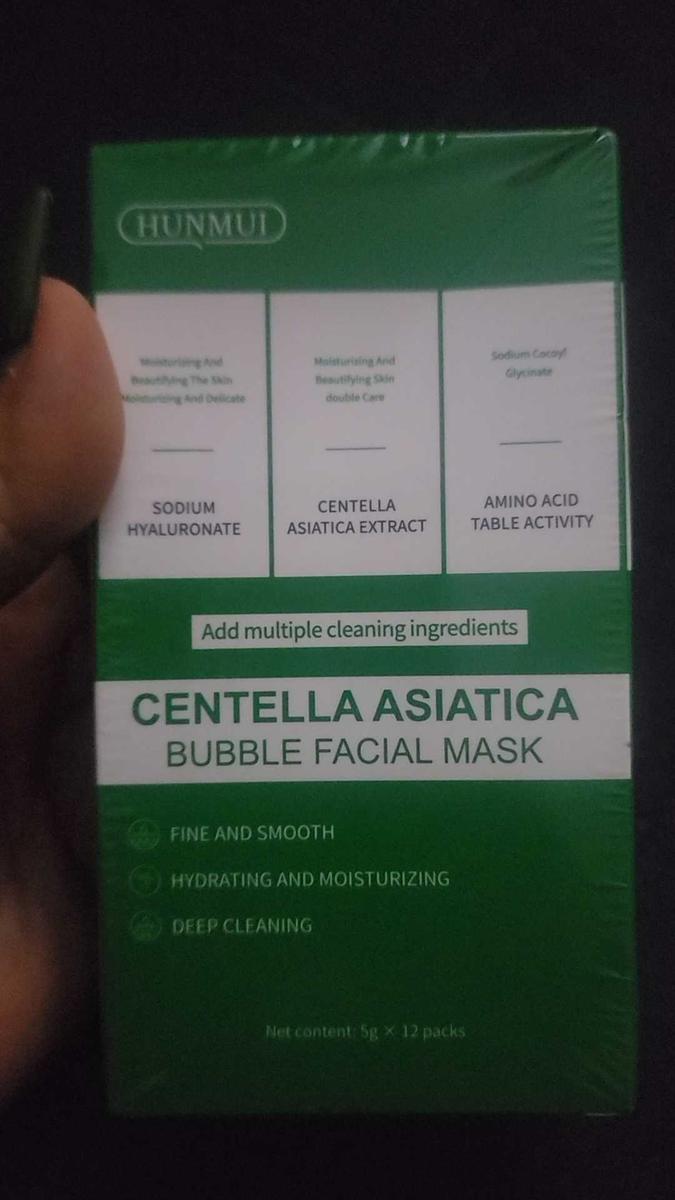 HUNMUI
Moisturizing And
Beautifying The Skin
Moisturizing And Delicate
SODIUM
HYALURONATE
Moisturizing And
Beautifying Skin
double Care
CENTELLA
ASIATICA EXTRACT
Sodium Cocoyl
Glycinate
AMINO ACID
TABLE ACTIVITY
Add multiple cleaning ingredients
CENTELLA ASIATICA
BUBBLE FACIAL MASK
FINE AND SMOOTH
HYDRATING AND MOISTURIZING
DEEP CLEANING
Net content: 5g × 12 packs